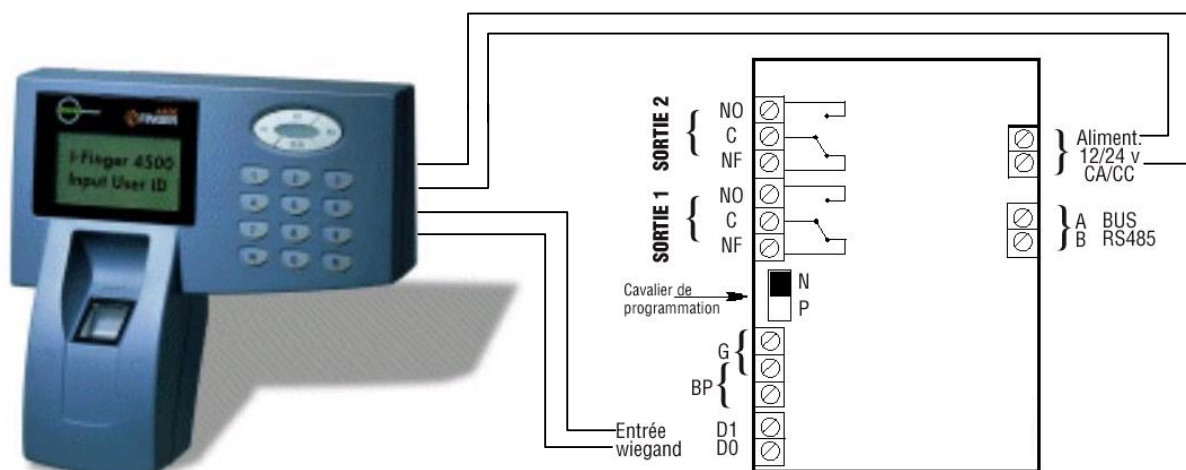 FINGER
i-Finger 4500
Input User ID
SORTIE 2
NO
C
NF
SORTIE 1
NO
C
NF
Cavalier de
programmation
N
P
G
BP
Entrée
wiegand
D1
D0
Aliment.
12/24 v
CA/CC
A BUS
B RS485